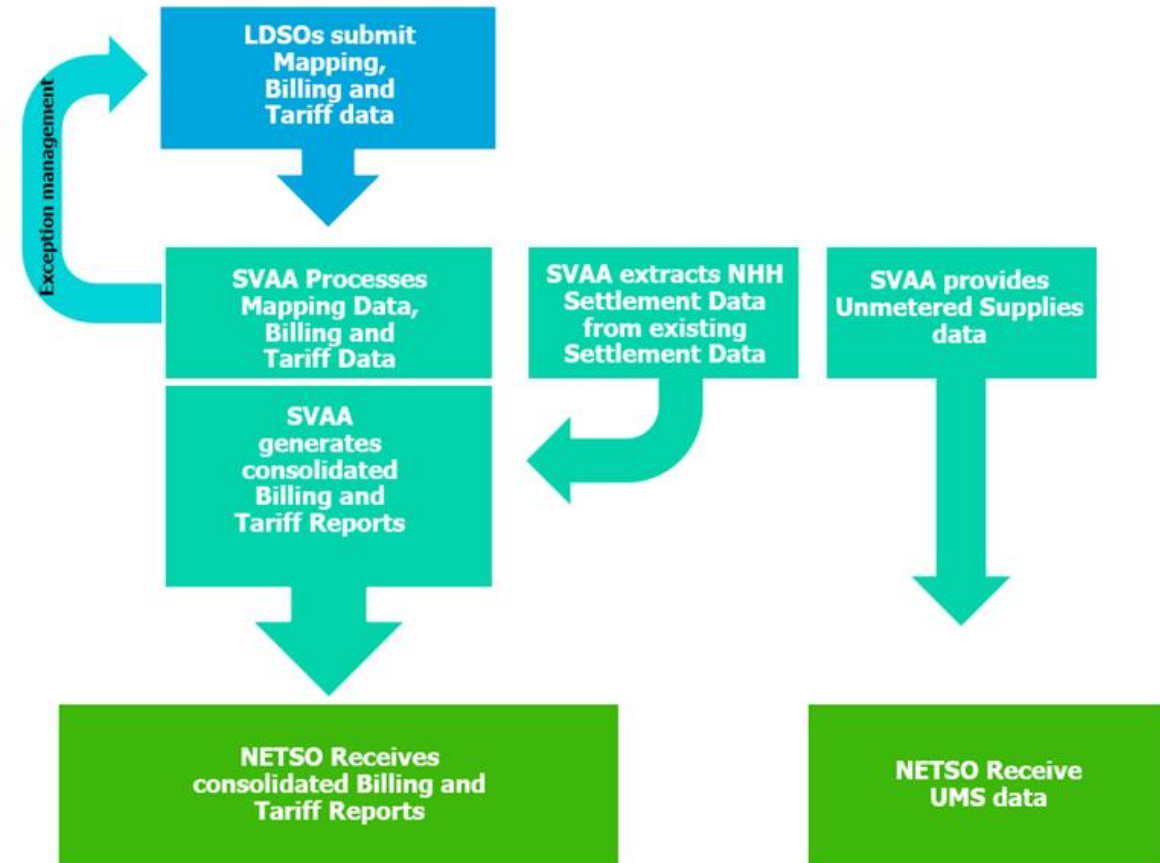 LDSOs submit
Mapping,
Billing and
Tariff data
Exception management
SVAA Processes
Mapping Data,
Billing and
Tariff Data
SVAA extracts NHH
Settlement Data
from existing
Settlement Data
SVAA provides
Unmetered Supplies
data
SVAA
generates
consolidated
Billing and
Tariff Reports
NETSO Receives
consolidated Billing and
Tariff Reports
NETSO Receive
UMS data